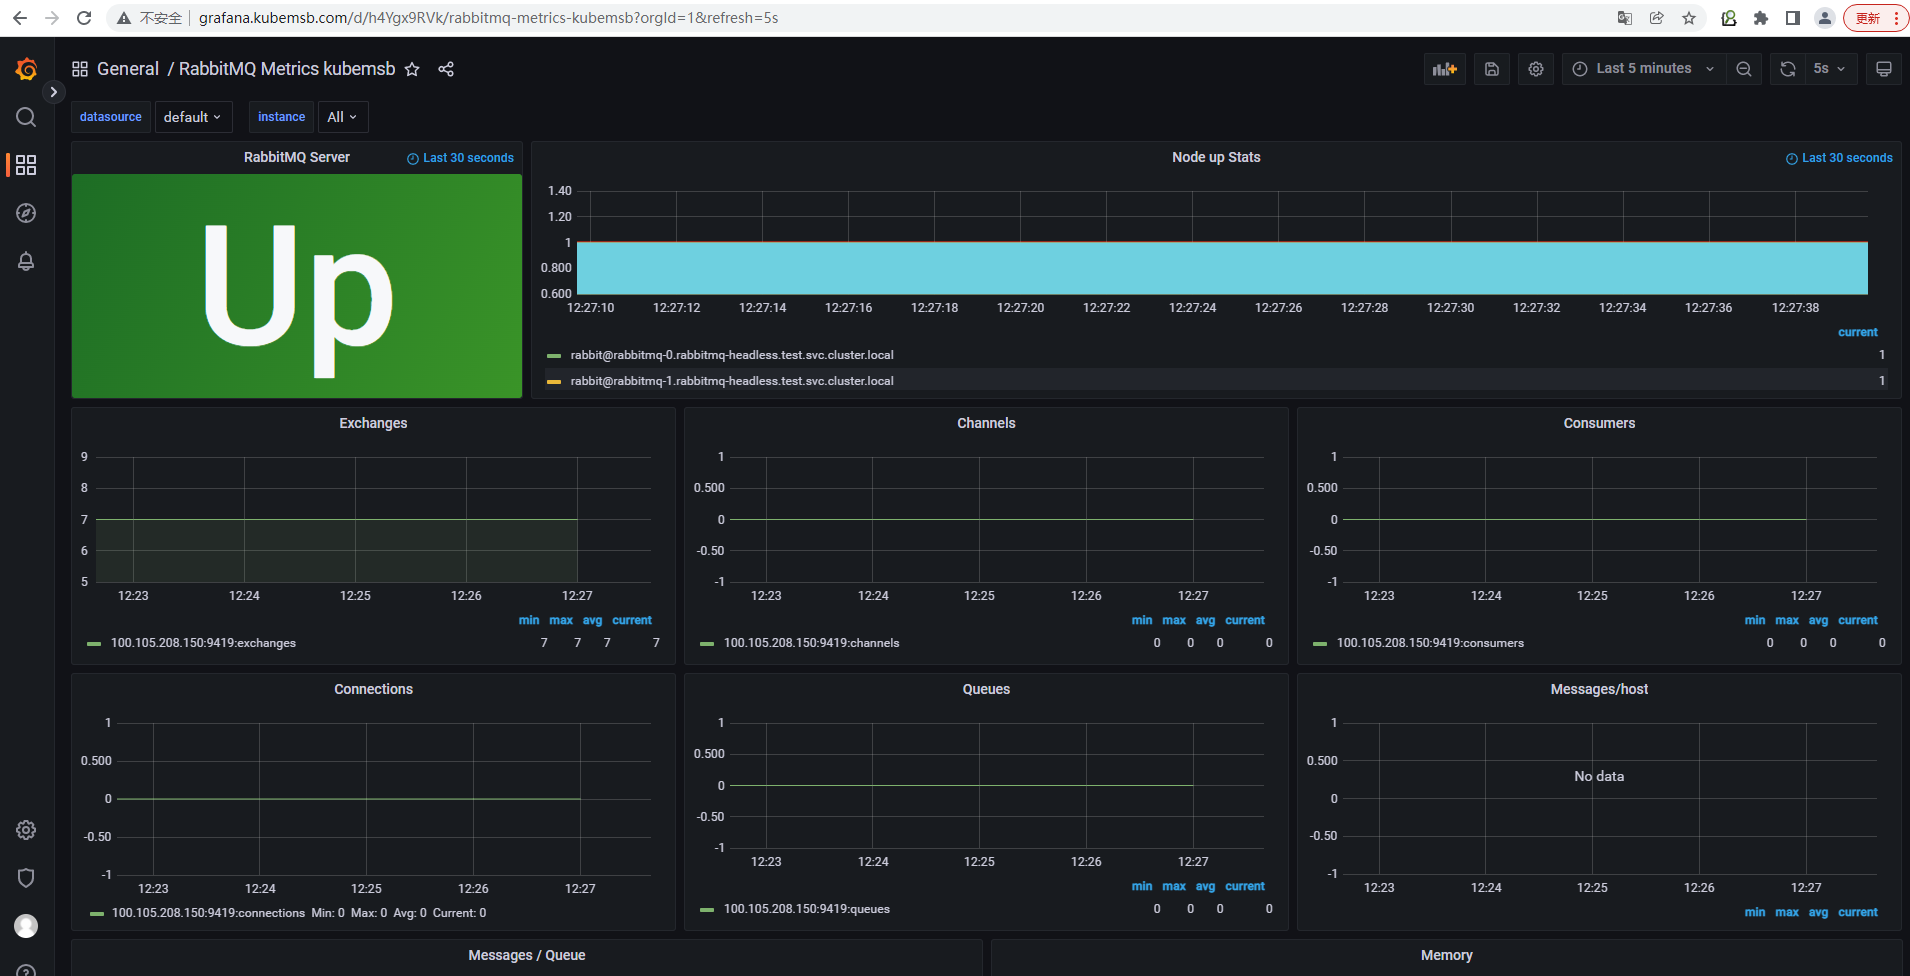 不安全 grafana.kubemsb.com/d/h4Ygx9RVk/rabbitmq-metrics-kubemsb?orgId=1&refresh=5s 更新
General / RabbitMQ Metrics kubemsb Last 5 minutes 5s
datasource default instance All
RabbitMQ Server Last 30 seconds
Up
Node up Stats Last 30 seconds
1.40
1.20
1
0.800
0.600
12:27:10 12:27:12 12:27:14 12:27:16 12:27:18 12:27:20 12:27:22 12:27:24 12:27:26 12:27:28 12:27:30 12:27:32 12:27:34 12:27:36 12:27:38
current
rabbit@rabbitmq-0.rabbitmq-headless.test.svc.cluster.local 1
rabbit@rabbitmq-1.rabbitmq-headless.test.svc.cluster.local 1
Exchanges
9
8
7
6
5
12:23 12:24 12:25 12:26 12:27
min max avg current
100.105.208.150:9419:exchanges 7 7 7 7
Channels
1
0.500
0
-0.50
-1
12:23 12:24 12:25 12:26 12:27
min max avg current
100.105.208.150:9419:channels 0 0 0 0
Consumers
1
0.500
0
-0.50
-1
12:23 12:24 12:25 12:26 12:27
min max avg current
100.105.208.150:9419:consumers 0 0 0 0
Connections
1
0.500
0
-0.50
-1
12:23 12:24 12:25 12:26 12:27
100.105.208.150:9419:connections Min: 0 Max: 0 Avg: 0 Current: 0
Queues
1
0.500
0
-0.50
-1
12:23 12:24 12:25 12:26 12:27
min max avg current
100.105.208.150:9419:queues 0 0 0 0
Messages/host
1
0.500
0
-0.50
-1
No data
12:23 12:24 12:25 12:26 12:27
min max avg current
Messages / Queue
Memory